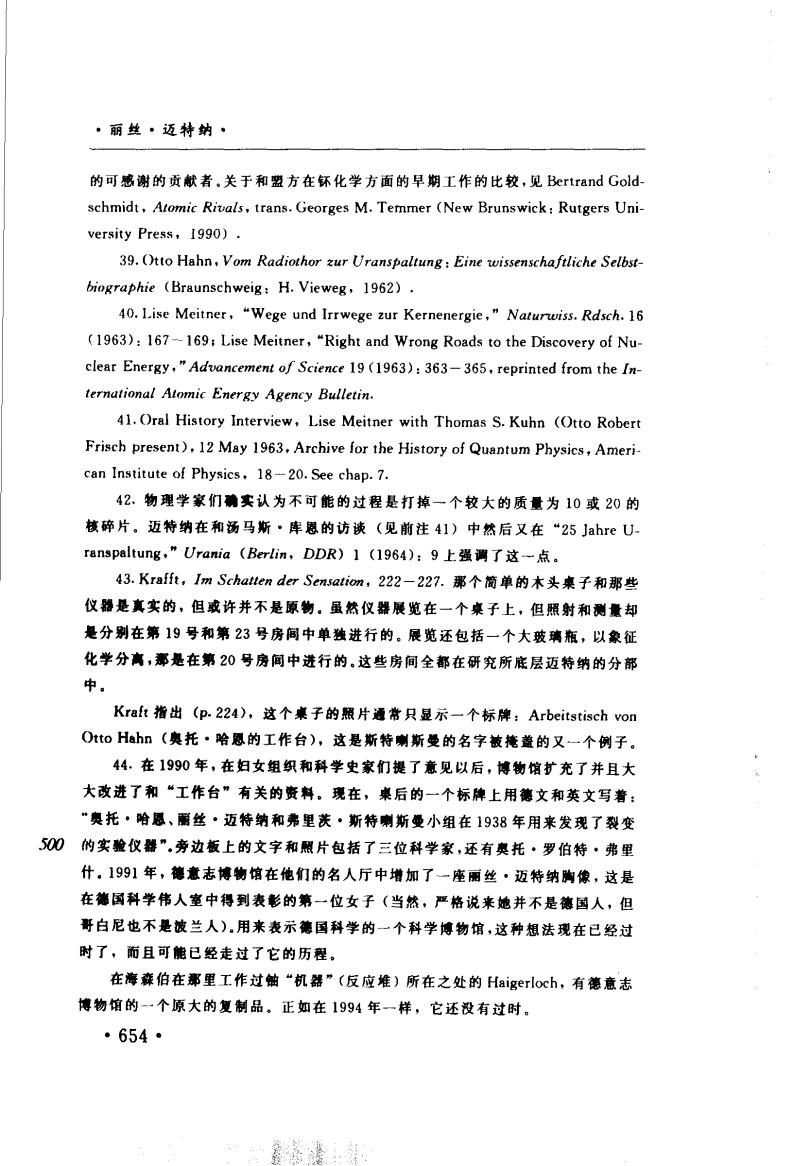 ·丽丝·迈特纳·
的可感谢的贡献者。关于和盟方在钚化学方面的早期工作的比较,见 Bertrand Gold-
schmidt, Atomic Rivals, trans. Georges M. Temmer (New Brunswick: Rutgers Uni-
versity Press, 1990) .
39. Otto Hahn, Vom Radiothor zur Uranspaltung: Eine wissenschaftliche Selbst-
biographie (Braunschweig: H. Vieweg, 1962) .
40. Lise Meitner, “Wege und Irrwege zur Kernenergie,” Naturwiss. Rdsch. 16
(1963): 167－169; Lise Meitner, “Right and Wrong Roads to the Discovery of Nu-
clear Energy,” Advancement of Science 19 (1963): 363－365, reprinted from the In-
ternational Atomic Energy Agency Bulletin.
41. Oral History Interview, Lise Meitner with Thomas S. Kuhn (Otto Robert
Frisch present), 12 May 1963, Archive for the History of Quantum Physics, Ameri-
can Institute of Physics, 18－20. See chap. 7.
42. 物理学家们确实认为不可能的过程是打掉一个较大的质量为 10 或 20 的
核碎片。迈特纳在和汤马斯·库恩的访谈（见前注 41）中然后又在“25 Jahre U-
ranspaltung,” Urania (Berlin, DDR) 1 (1964): 9 上强调了这一点。
43. Krafft, Im Schatten der Sensation, 222－227. 那个简单的木头桌子和那些
仪器是真实的，但或许并不是原物。虽然仪器展览在一个桌子上，但照射和测量却
是分别在第 19 号和第 23 号房间中单独进行的。展览还包括一个大玻璃瓶，以象征
化学分离,那是在第 20 号房间中进行的。这些房间全都在研究所底层迈特纳的分部
中。
Kraft 指出（p. 224），这个桌子的照片通常只显示一个标牌：Arbeitstisch von
Otto Hahn（奥托·哈恩的工作台），这是斯特喇斯曼的名字被掩盖的又一个例子。
44. 在 1990 年，在妇女组织和科学史家们提了意见以后，博物馆扩充了并且大
大改进了和“工作台”有关的资料。现在，桌后的一个标牌上用德文和英文写着：
“奥托·哈恩、丽丝·迈特纳和弗里茨·斯特喇斯曼小组在 1938 年用来发现了裂变
500 的实验仪器”。旁边板上的文字和照片包括了三位科学家,还有奥托·罗伯特·弗里
什。1991 年，德意志博物馆在他们的名人厅中增加了一座丽丝·迈特纳胸像，这是
在德国科学伟人室中得到表彰的第一位女子（当然，严格说来她并不是德国人，但
哥白尼也不是波兰人）。用来表示德国科学的一个科学博物馆,这种想法现在已经过
时了，而且可能已经走过了它的历程。
在海森伯在那里工作过铀“机器”（反应堆）所在之处的 Haigerloch，有德意志
博物馆的一个原大的复制品。正如在 1994 年一样，它还没有过时。
·654·